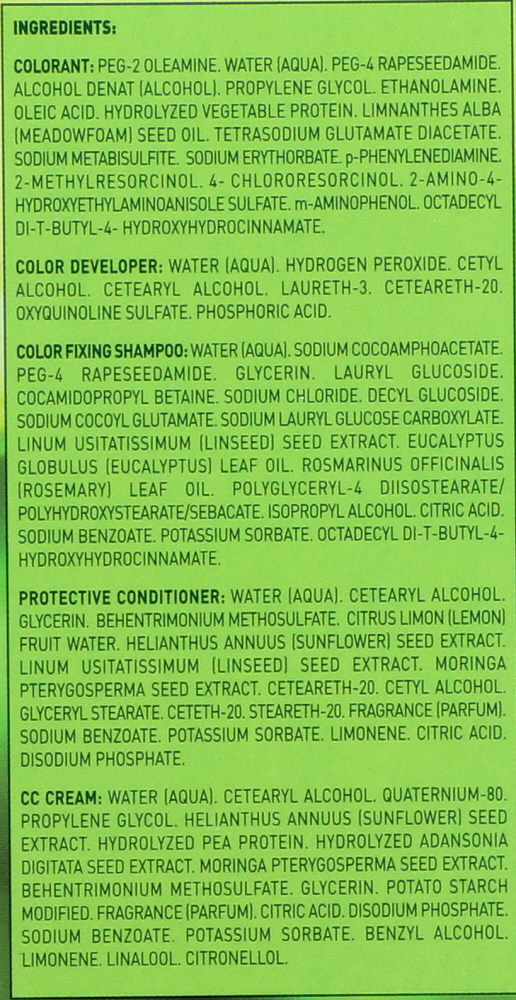 INGREDIENTS:
COLORANT: PEG-2 OLEAMINE. WATER (AQUA). PEG-4 RAPESEEDAMIDE.
ALCOHOL DENAT (ALCOHOL). PROPYLENE GLYCOL. ETHANOLAMINE.
OLEIC ACID. HYDROLYZED VEGETABLE PROTEIN. LIMNANTHES ALBA
(MEADOWFOAM) SEED OIL. TETRASODIUM GLUTAMATE DIACETATE.
SODIUM METABISULFITE. SODIUM ERYTHORBATE. p-PHENYLENEDIAMINE.
2-METHYLRESORCINOL. 4- CHLORORESORCINOL. 2-AMINO-4-
HYDROXYETHYLAMINOANISOLE SULFATE. m-AMINOPHENOL. OCTADECYL
DI-T-BUTYL-4- HYDROXYHYDROCINNAMATE.
COLOR DEVELOPER: WATER (AQUA). HYDROGEN PEROXIDE. CETYL
ALCOHOL. CETEARYL ALCOHOL. LAURETH-3. CETEARETH-20.
OXYQUINOLINE SULFATE. PHOSPHORIC ACID.
COLOR FIXING SHAMPOO: WATER (AQUA). SODIUM COCOAMPHOACETATE.
PEG-4 RAPESEEDAMIDE. GLYCERIN. LAURYL GLUCOSIDE.
COCAMIDOPROPYL BETAINE. SODIUM CHLORIDE. DECYL GLUCOSIDE.
SODIUM COCOYL GLUTAMATE. SODIUM LAURYL GLUCOSE CARBOXYLATE.
LINUM USITATISSIMUM (LINSEED) SEED EXTRACT. EUCALYPTUS
GLOBULUS (EUCALYPTUS) LEAF OIL. ROSMARINUS OFFICINALIS
(ROSEMARY) LEAF OIL. POLYGLYCERYL-4 DIISOSTEARATE/
POLYHYDROXYSTEARATE/SEBACATE. ISOPROPYL ALCOHOL. CITRIC ACID.
SODIUM BENZOATE. POTASSIUM SORBATE. OCTADECYL DI-T-BUTYL-4-
HYDROXYHYDROCINNAMATE.
PROTECTIVE CONDITIONER: WATER (AQUA). CETEARYL ALCOHOL.
GLYCERIN. BEHENTRIMONIUM METHOSULFATE. CITRUS LIMON (LEMON)
FRUIT WATER. HELIANTHUS ANNUUS (SUNFLOWER) SEED EXTRACT.
LINUM USITATISSIMUM (LINSEED) SEED EXTRACT. MORINGA
PTERYGOSPERMA SEED EXTRACT. CETEARETH-20. CETYL ALCOHOL.
GLYCERYL STEARATE. CETETH-20. STEARETH-20. FRAGRANCE (PARFUM).
SODIUM BENZOATE. POTASSIUM SORBATE. LIMONENE. CITRIC ACID.
DISODIUM PHOSPHATE.
CC CREAM: WATER (AQUA). CETEARYL ALCOHOL. QUATERNIUM-80.
PROPYLENE GLYCOL. HELIANTHUS ANNUUS (SUNFLOWER) SEED
EXTRACT. HYDROLYZED PEA PROTEIN. HYDROLYZED ADANSONIA
DIGITATA SEED EXTRACT. MORINGA PTERYGOSPERMA SEED EXTRACT.
BEHENTRIMONIUM METHOSULFATE. GLYCERIN. POTATO STARCH
MODIFIED. FRAGRANCE (PARFUM). CITRIC ACID. DISODIUM PHOSPHATE.
SODIUM BENZOATE. POTASSIUM SORBATE. BENZYL ALCOHOL.
LIMONENE. LINALOOL. CITRONELLOL.